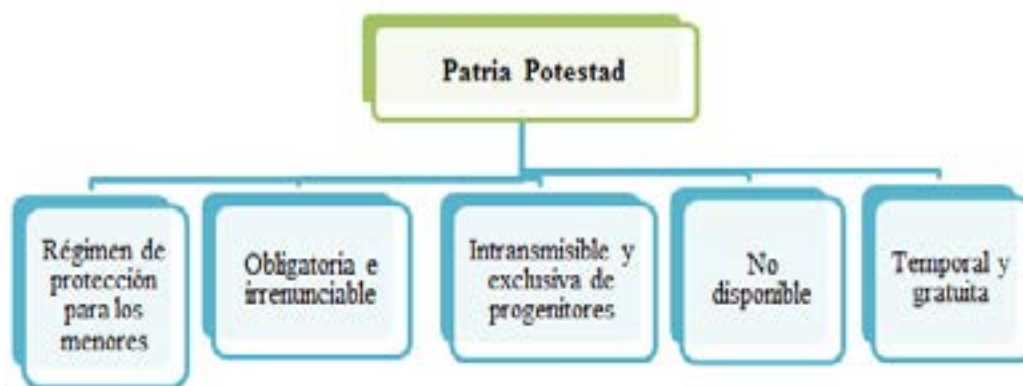 Patria Potestad
Régimen de
protección
para los
menores
Obligatoria e
irrenunciable
Intransmisible y
exclusiva de
progenitores
No
disponible
Temporal y
gratuita